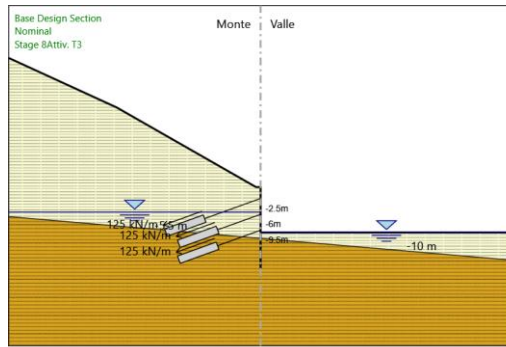 Base Design Section
Nominal
Stage 8Attiv. T3
Monte
Valle
-2.5m
125 kN/m
-6m
125 kN/m
-9.5m
125 kN/m
-10 m